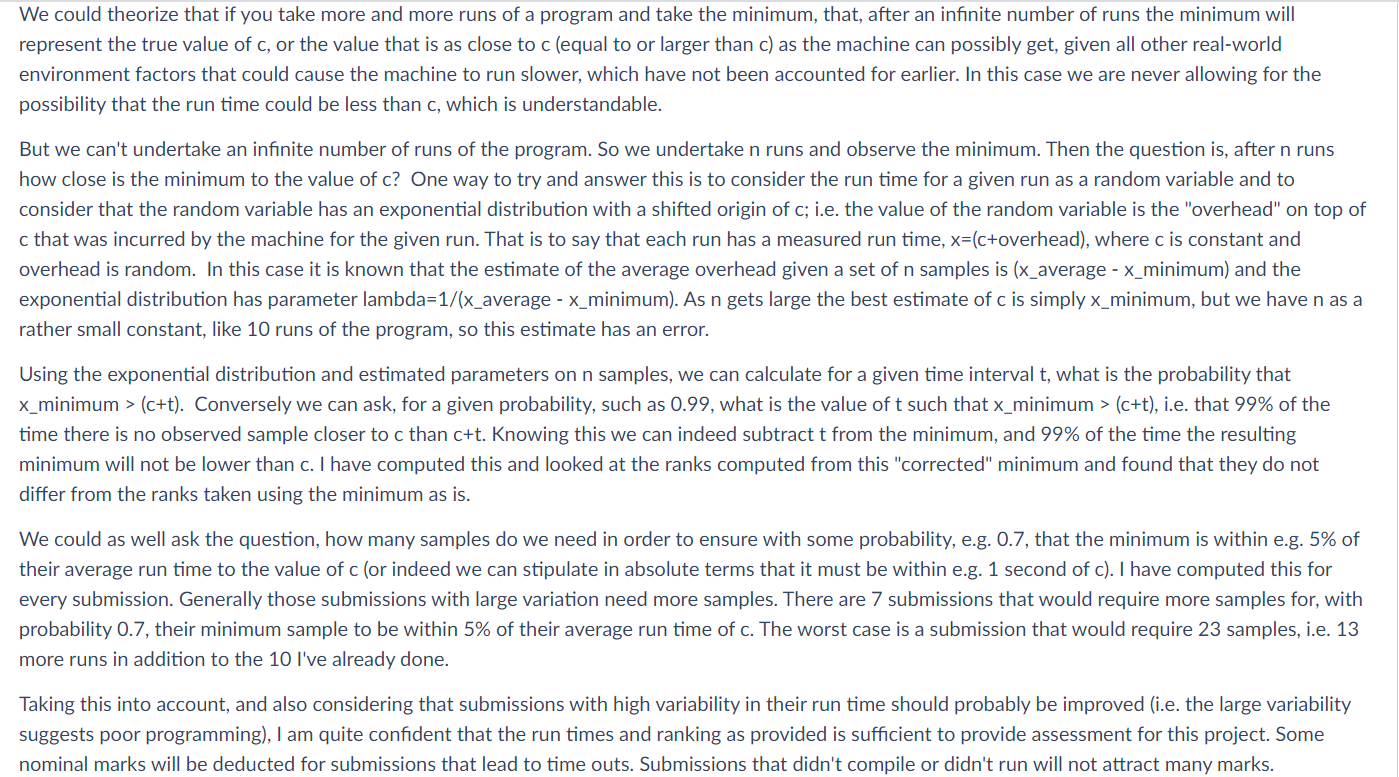 We could theorize that if you take more and more runs of a program and take the minimum, that, after an infinite number of runs the minimum will
represent the true value of c, or the value that is as close to c (equal to or larger than c) as the machine can possibly get, given all other real-world
environment factors that could cause the machine to run slower, which have not been accounted for earlier. In this case we are never allowing for the
possibility that the run time could be less than c, which is understandable.
But we can't undertake an infinite number of runs of the program. So we undertake n runs and observe the minimum. Then the question is, after n runs
how close is the minimum to the value of c?  One way to try and answer this is to consider the run time for a given run as a random variable and to
consider that the random variable has an exponential distribution with a shifted origin of c; i.e. the value of the random variable is the "overhead" on top of
c that was incurred by the machine for the given run. That is to say that each run has a measured run time, x=(c+overhead), where c is constant and
overhead is random.  In this case it is known that the estimate of the average overhead given a set of n samples is (x_average - x_minimum) and the
exponential distribution has parameter lambda=1/(x_average - x_minimum). As n gets large the best estimate of c is simply x_minimum, but we have n as a
rather small constant, like 10 runs of the program, so this estimate has an error.
Using the exponential distribution and estimated parameters on n samples, we can calculate for a given time interval t, what is the probability that
x_minimum > (c+t).  Conversely we can ask, for a given probability, such as 0.99, what is the value of t such that x_minimum > (c+t), i.e. that 99% of the
time there is no observed sample closer to c than c+t. Knowing this we can indeed subtract t from the minimum, and 99% of the time the resulting
minimum will not be lower than c. I have computed this and looked at the ranks computed from this "corrected" minimum and found that they do not
differ from the ranks taken using the minimum as is.
We could as well ask the question, how many samples do we need in order to ensure with some probability, e.g. 0.7, that the minimum is within e.g. 5% of
their average run time to the value of c (or indeed we can stipulate in absolute terms that it must be within e.g. 1 second of c). I have computed this for
every submission. Generally those submissions with large variation need more samples. There are 7 submissions that would require more samples for, with
probability 0.7, their minimum sample to be within 5% of their average run time of c. The worst case is a submission that would require 23 samples, i.e. 13
more runs in addition to the 10 I've already done.
Taking this into account, and also considering that submissions with high variability in their run time should probably be improved (i.e. the large variability
suggests poor programming), I am quite confident that the run times and ranking as provided is sufficient to provide assessment for this project. Some
nominal marks will be deducted for submissions that lead to time outs. Submissions that didn't compile or didn't run will not attract many marks.